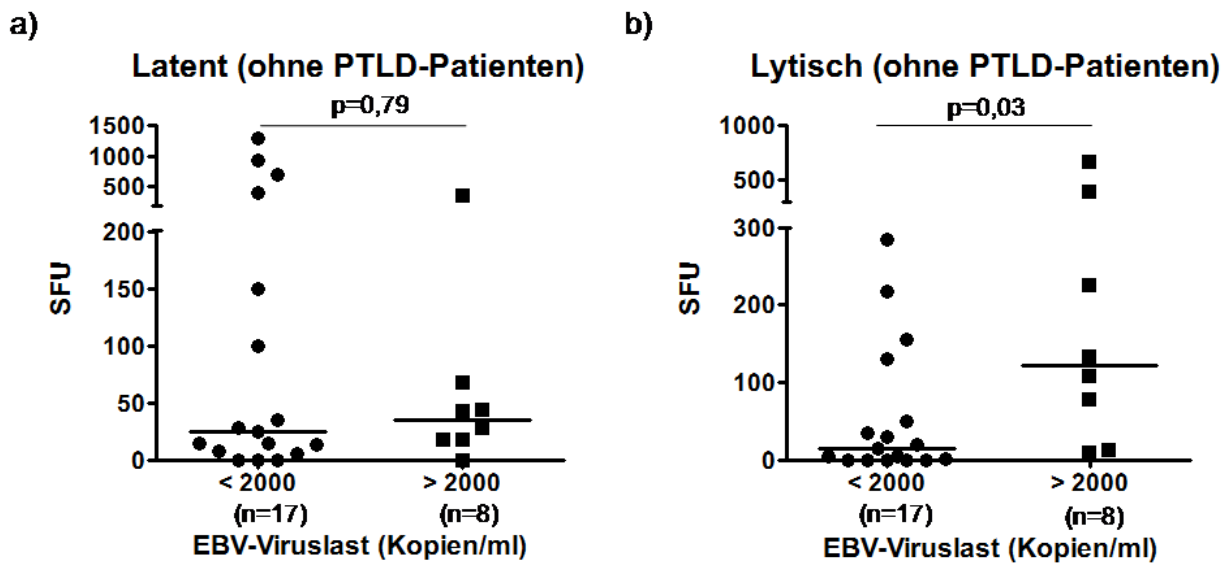 a)
Latent (ohne PTLD-Patienten)
p=0,79
1500
1000
500
200
150
100
50
0
SFU
< 2000
> 2000
(n=17)
(n=8)
EBV-Viruslast (Kopien/ml)
b)
Lytisch (ohne PTLD-Patienten)
p=0,03
1000
500
300
200
100
0
SFU
< 2000
> 2000
(n=17)
(n=8)
EBV-Viruslast (Kopien/ml)